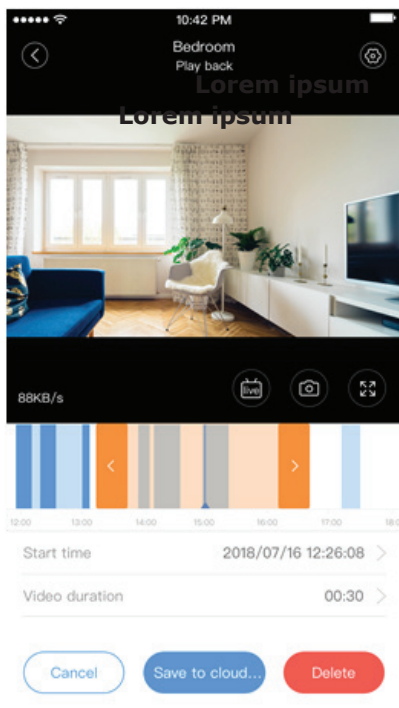 10:42 PM
Bedroom
Play back
Lorem ipsum
Lorem ipsum
live
88KB/s
12:00 13:00 14:00 15:00 16:00 17:00 18:0
Start time 2018/07/16 12:26:08
Video duration 00:30
Cancel Save to cloud... Delete